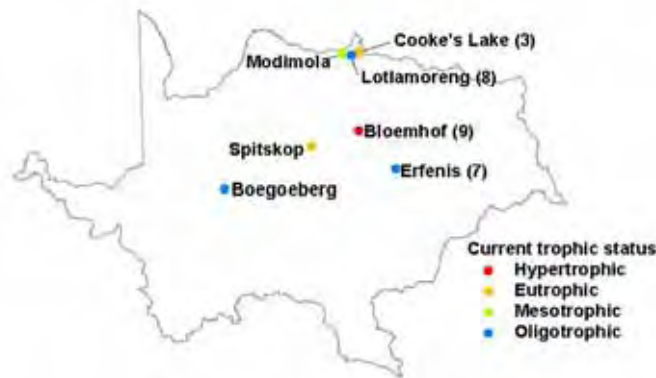 Cooke's Lake (3)
Modimola
Lotlamoreng (8)
Bloemhof (9)
Spitskop
Erfenis (7)
Boegoeberg
Current trophic status
Hypertrophic
Eutrophic
Mesotrophic
Oligotrophic